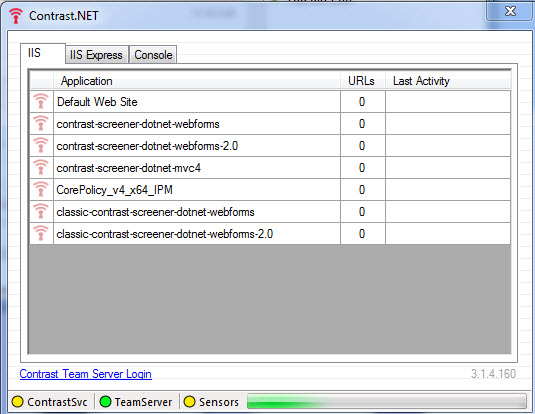 Contrast.NET
IIS IIS Express Console
Application URLs Last Activity
Default Web Site 0
contrast-screener-dotnet-webforms 0
contrast-screener-dotnet-webforms-2.0 0
contrast-screener-dotnet-mvc4 0
CorePolicy_v4_x64_IPM 0
classic-contrast-screener-dotnet-webforms 0
classic-contrast-screener-dotnet-webforms-2.0 0
Contrast Team Server Login 3.1.4.160
ContrastSvc TeamServer Sensors